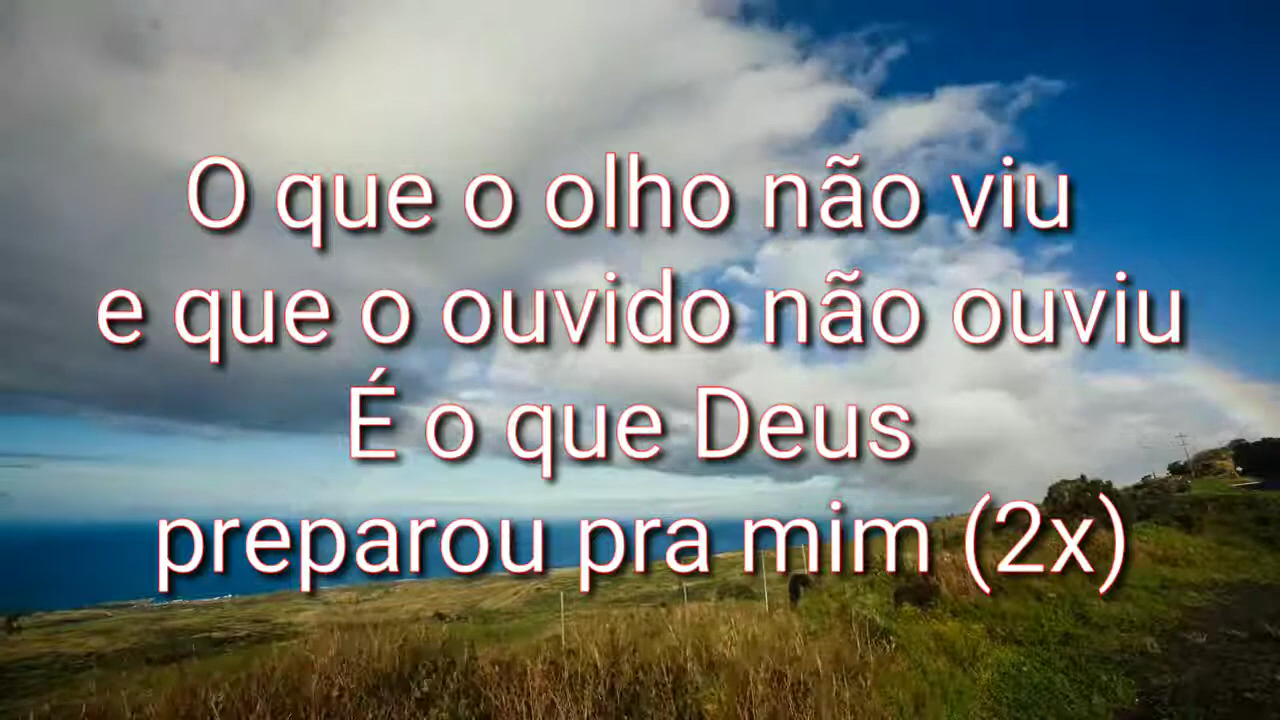 O que o olho não viu
e que o ouvido não ouviu
É o que Deus
preparou pra mim (2x)